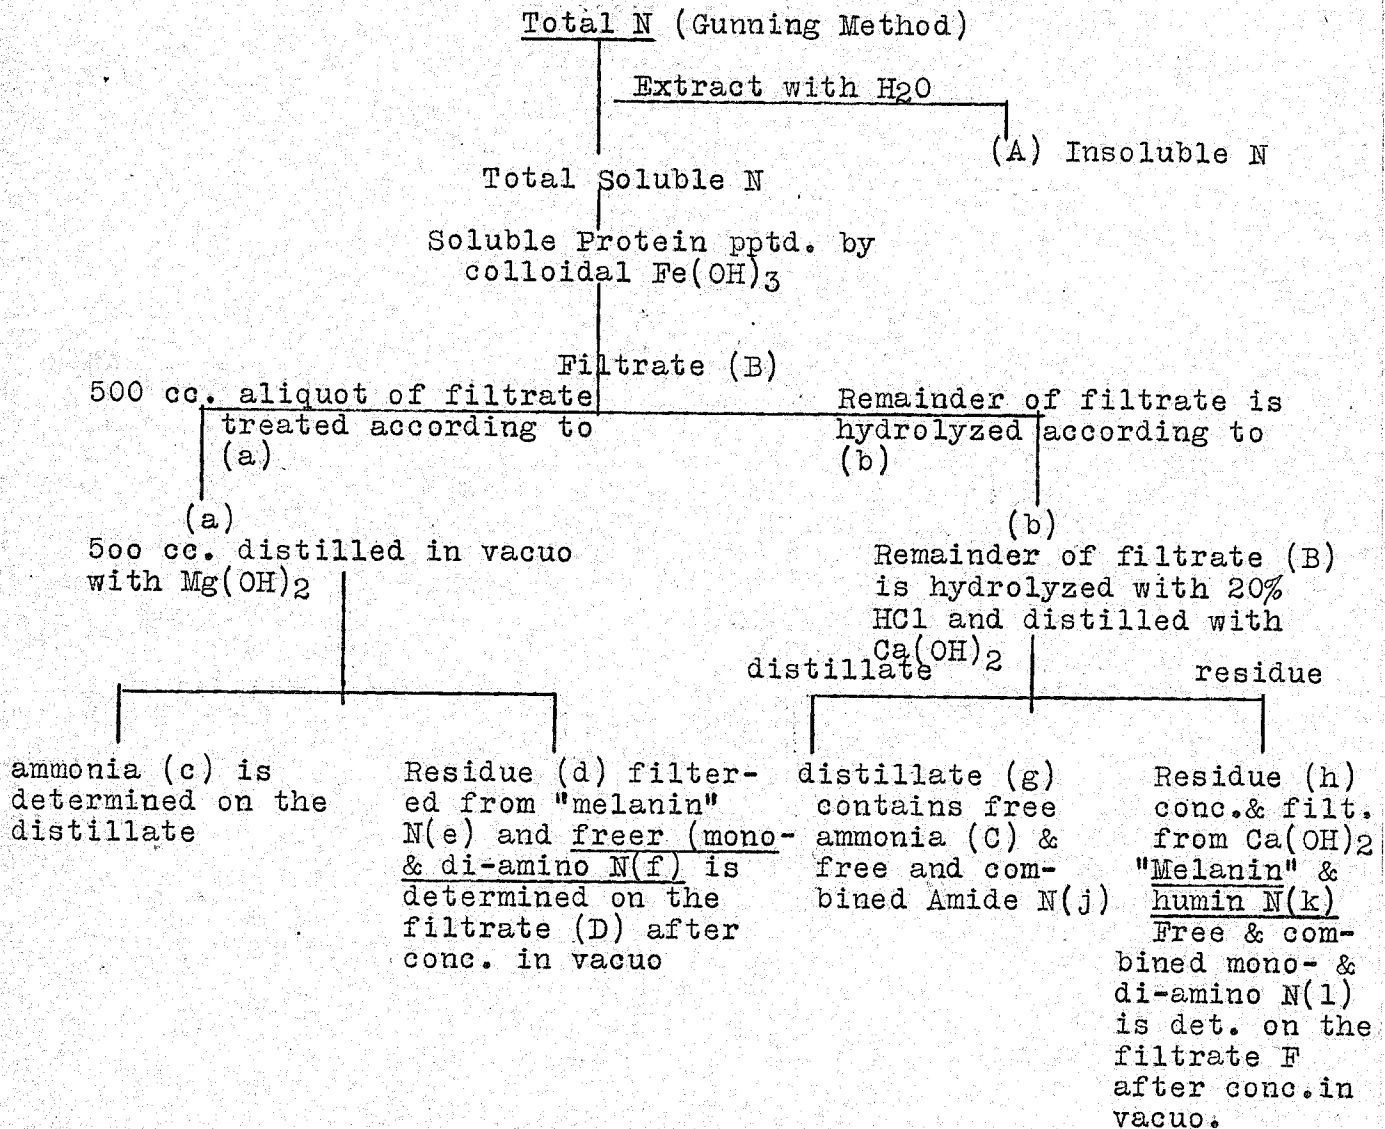 Total N (Gunning Method)
Extract with H2O
(A) Insoluble N
Total Soluble N
Soluble Protein pptd. by
colloidal Fe(OH)3
Filtrate (B)
500 cc. aliquot of filtrate
treated according to
(a)
Remainder of filtrate is
hydrolyzed according to
(b)
(a)
5oo cc. distilled in vacuo
with Mg(OH)2
(b)
Remainder of filtrate (B)
is hydrolyzed with 20%
HCl and distilled with
Ca(OH)2
distillate
residue
ammonia (c) is
determined on the
distillate
Residue (d) filter-
ed from "melanin"
N(e) and freer (mono-
& di-amino N(f) is
determined on the
filtrate (D) after
conc. in vacuo
distillate (g)
contains free
ammonia (C) &
free and com-
bined Amide N(j)
Residue (h)
conc.& filt.
from Ca(OH)2
"Melanin" &
humin N(k)
Free & com-
bined mono- &
di-amino N(l)
is det. on the
filtrate F
after conc.in
vacuo.